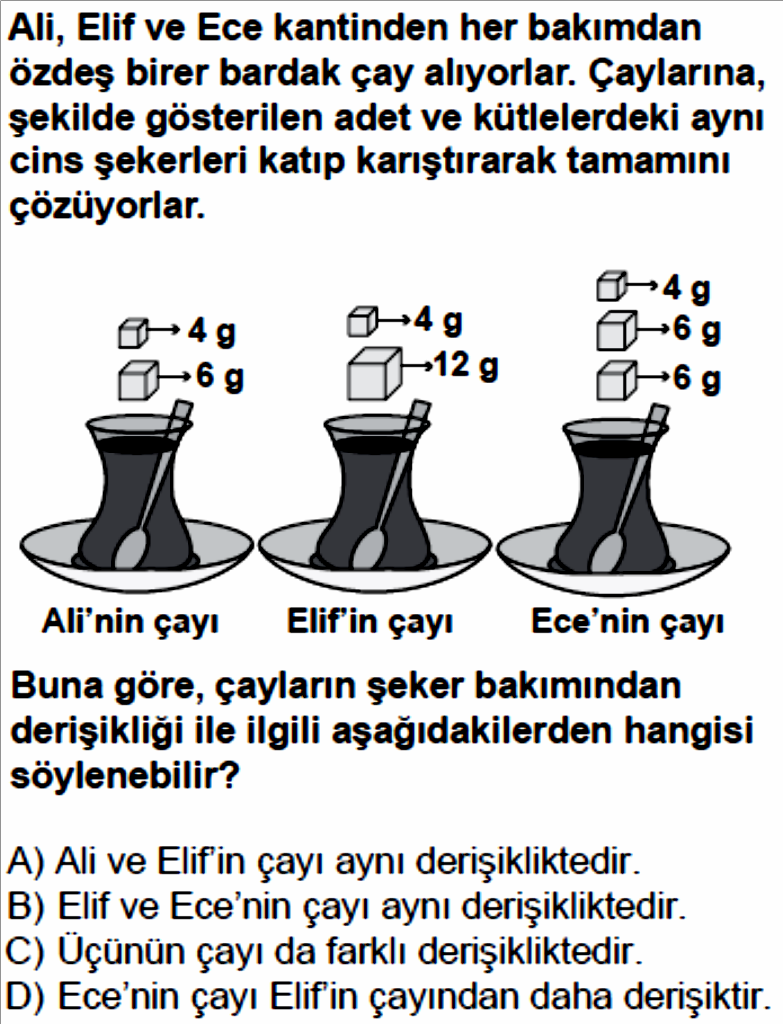 Ali, Elif ve Ece kantinden her bakımdan
özdeş birer bardak çay alıyorlar. Çaylarına,
şekilde gösterilen adet ve kütlelerdeki aynı
cins şekerleri katıp karıştırarak tamamını
çözüyorlar.
4 g
6 g
4 g
12 g
4 g
6 g
6 g
Ali'nin çayı
Elif'in çayı
Ece'nin çayı
Buna göre, çayların şeker bakımından
derişikliği ile ilgili aşağıdakilerden hangisi
söylenebilir?
A) Ali ve Elif'in çayı aynı derişikliktedir.
B) Elif ve Ece'nin çayı aynı derişikliktedir.
C) Üçünün çayı da farklı derişikliktedir.
D) Ece'nin çayı Elif'in çayından daha derişiktir.